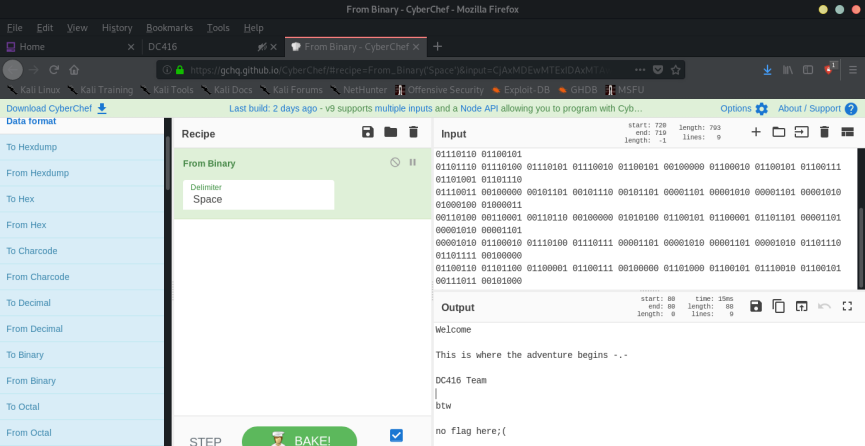 From Binary - CyberChef - Mozilla Firefox
File Edit View History Bookmarks Tools Help
Home
DC416
From Binary - CyberChef
https://gchq.github.io/CyberChef/#recipe=From_Binary('Space')&input=CjAxMDEwMTExIDAxMT
Kali Linux Kali Training Kali Tools Kali Docs Kali Forums NetHunter Offensive Security Exploit-DB GHDB MSFU
Download CyberChef
Last build: 2 days ago - v9 supports multiple inputs and a Node API allowing you to program with Cyb...
Options
About / Support
Data format
To Hexdump
From Hexdump
To Hex
From Hex
To Charcode
From Charcode
To Decimal
From Decimal
To Binary
From Binary
To Octal
From Octal
Recipe
From Binary
Delimiter
Space
STEP
BAKE!
Input
start: 720
end: 719
length: -1
length: 793
lines: 9
01110110 01100101
01101110 01110100 01110101 01110010 01100101 00100000 01100010 01100101 01100111
01101001 01101110
01110011 00100000 00101101 00101110 00101101 00001101 00001010 00001101 00001010
01000100 01000011
00110100 00110001 00110110 00100000 01010100 01100101 01100001 01101101 00001101
00001010 00001101
00001010 01100010 01110100 01110111 00001101 00001010 00001101 00001010 01101110
01101111 00100000
01100110 01101100 01100001 01100111 00100000 01101000 01100101 01110010 01100101
00111011 00101000
Output
start: 80
end: 80
length: 0
time: 15ms
length: 88
lines: 9
Welcome
This is where the adventure begins -.-
DC416 Team
btw
no flag here;(